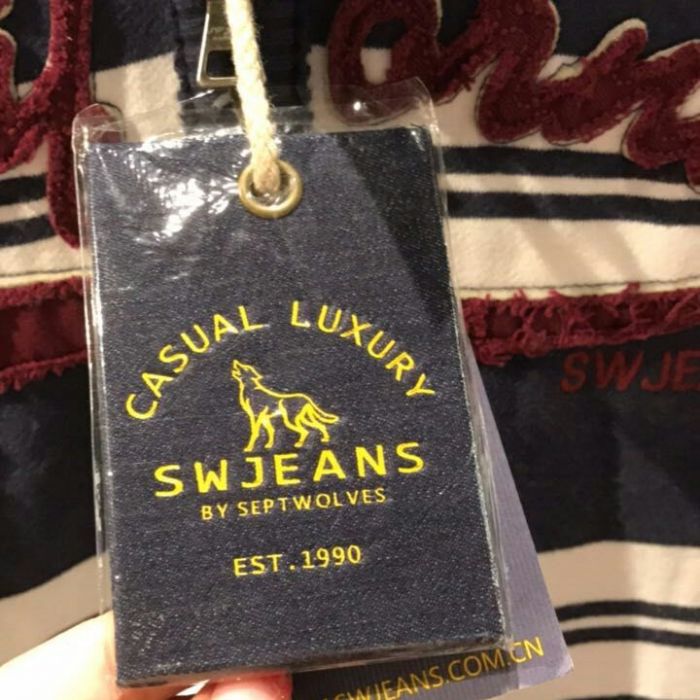 CASUAL LUXURY
SWJEANS
BY SEPTWOLVES
EST.1990
SWJE
SWJEANS.COM.CN